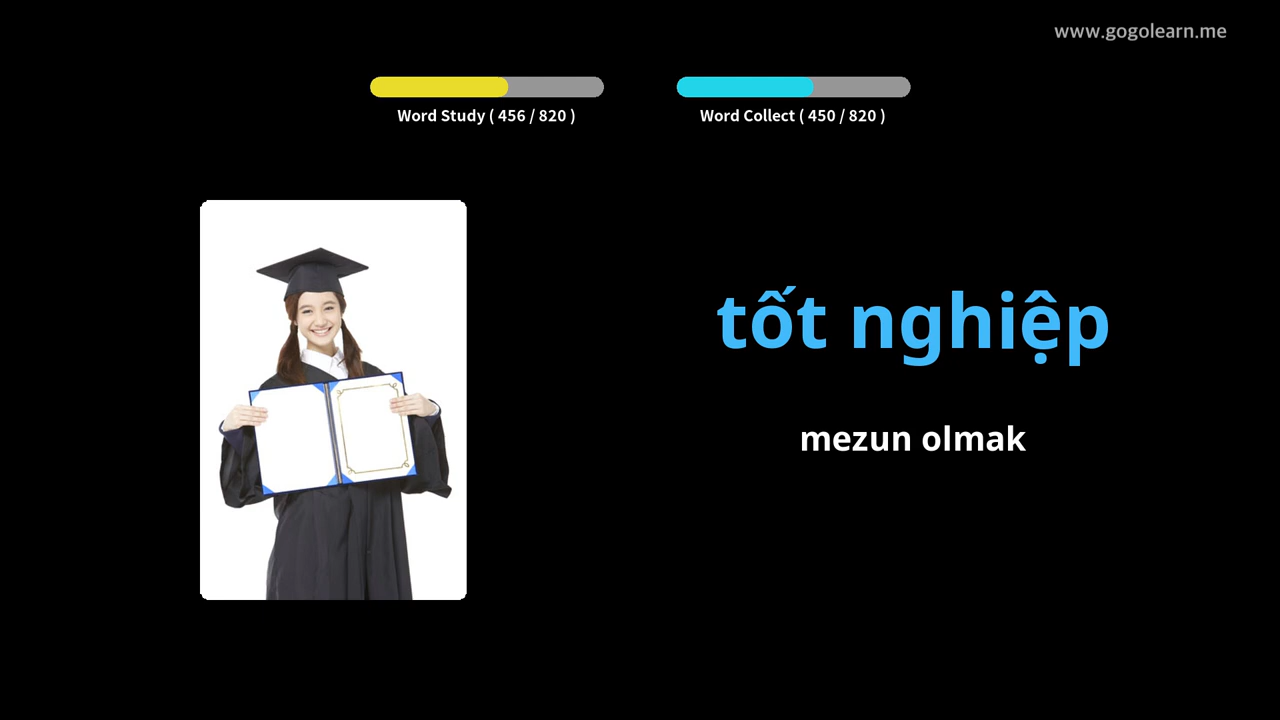 www.gogolearn.me
Word Study ( 456 / 820 )
Word Collect ( 450 / 820 )
tốt nghiệp
mezun olmak